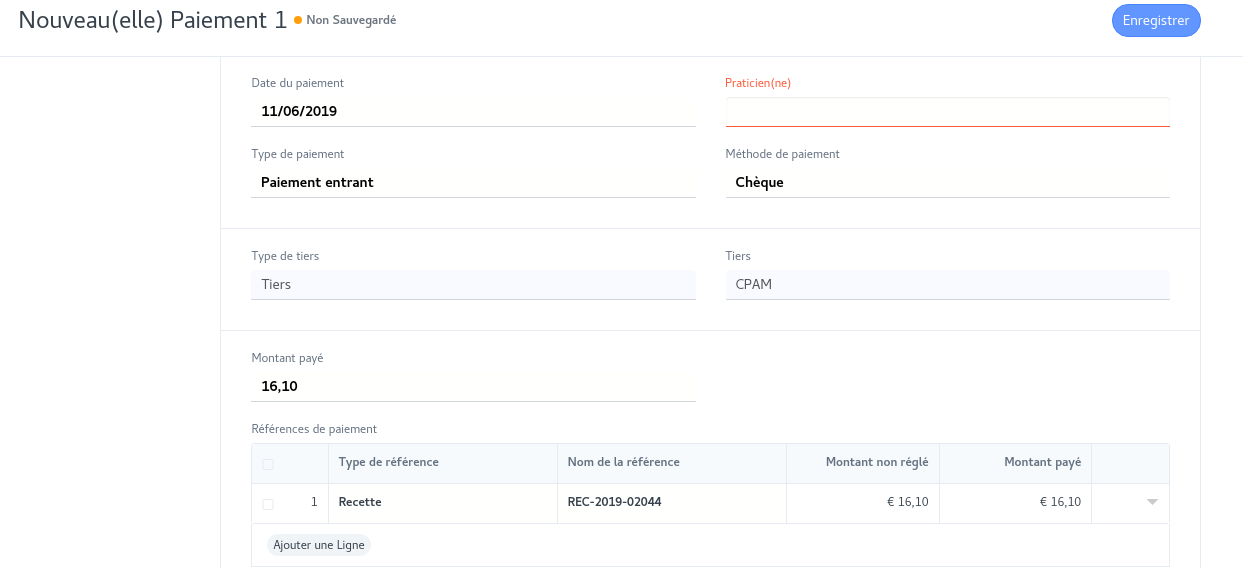 Nouveau(elle) Paiement 1 Non Sauvegardé Enregistrer
Date du paiement Praticien(ne)
11/06/2019
Type de paiement Méthode de paiement
Paiement entrant Chèque
Type de tiers Tiers
Tiers CPAM
Montant payé
16,10
Références de paiement
Type de référence Nom de la référence Montant non réglé Montant payé
1 Recette REC-2019-02044 € 16,10 € 16,10
Ajouter une Ligne